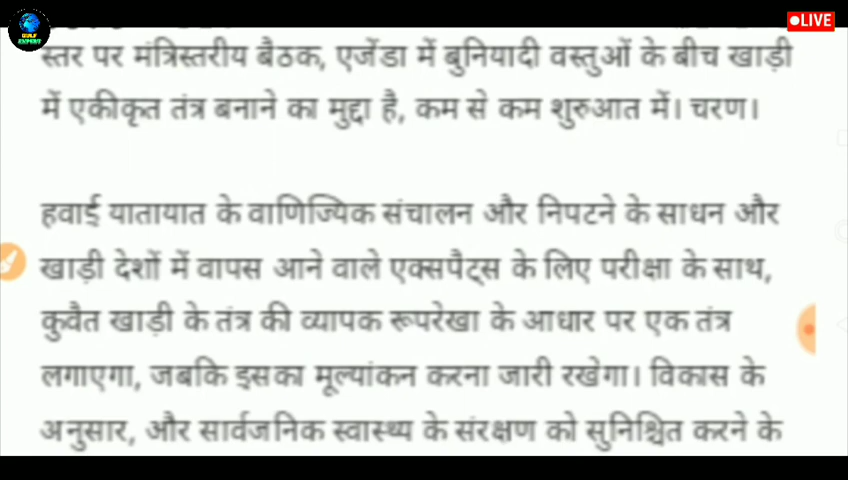 GULF
EXPERT
LIVE
स्तर पर मंत्रिस्तरीय बैठक, एजेंडा में बुनियादी वस्तुओं के बीच खाड़ी
में एकीकृत तंत्र बनाने का मुद्दा है, कम से कम शुरुआत में। चरण।
हवाई यातायात के वाणिज्यिक संचालन और निपटने के साधन और
खाड़ी देशों में वापस आने वाले एक्सपैट्स के लिए परीक्षा के साथ,
कुवैत खाड़ी के तंत्र की व्यापक रूपरेखा के आधार पर एक तंत्र
लगाएगा, जबकि इसका मूल्यांकन करना जारी रखेगा। विकास के
अनुसार, और सार्वजनिक स्वास्थ्य के संरक्षण को सुनिश्चित करने के